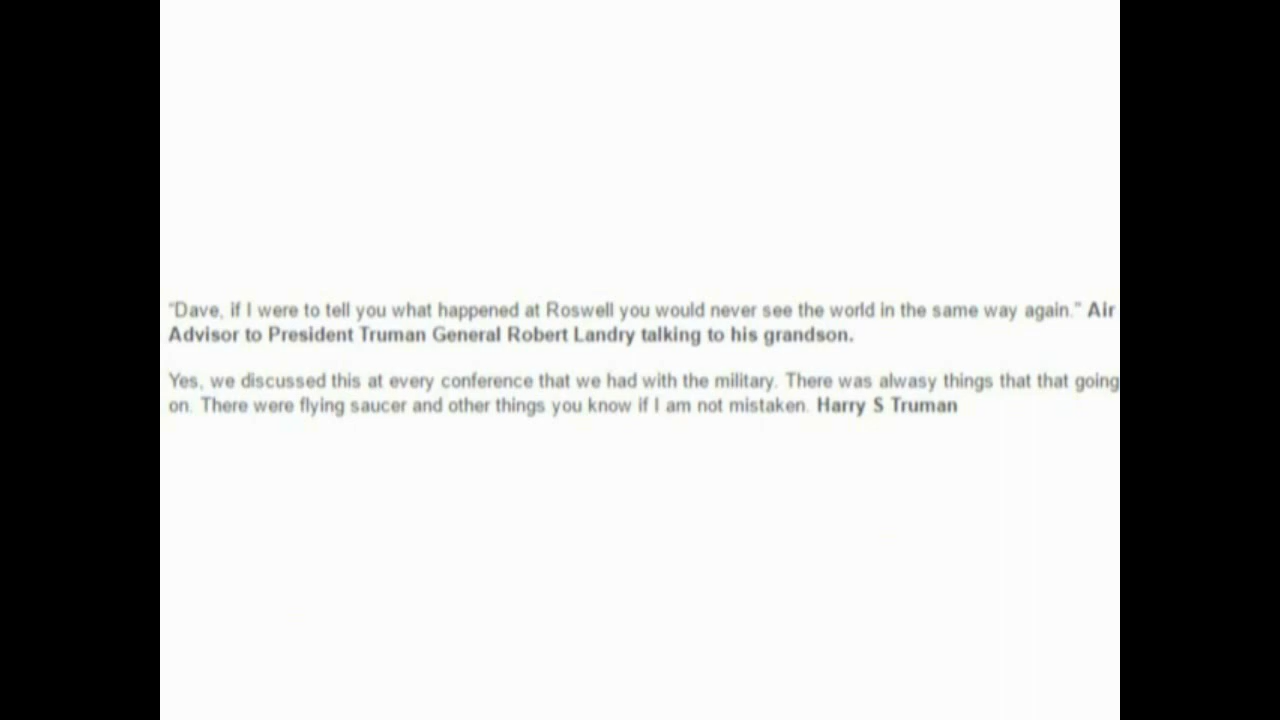 "Dave, if I were to tell you what happened at Roswell you would never see the world in the same way again." Air
Advisor to President Truman General Robert Landry talking to his grandson.
Yes, we discussed this at every conference that we had with the military. There was alwasy things that that going
on. There were flying saucer and other things you know if I am not mistaken. Harry S Truman